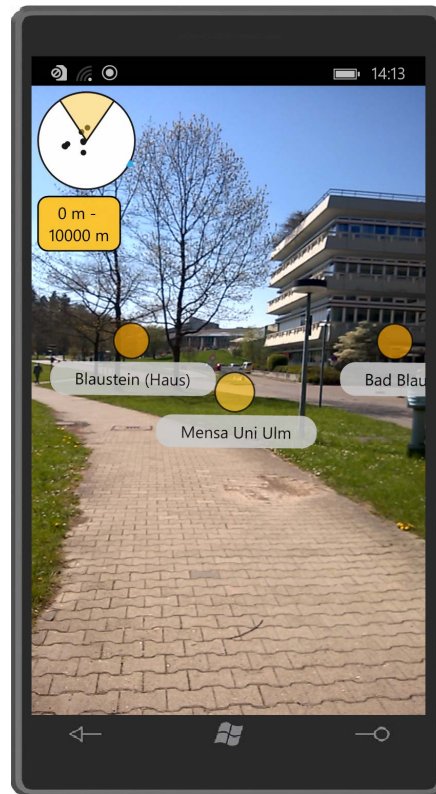 14:13
0 m -
10000 m
Blaustein (Haus)
Bad Blau
Mensa Uni Ulm